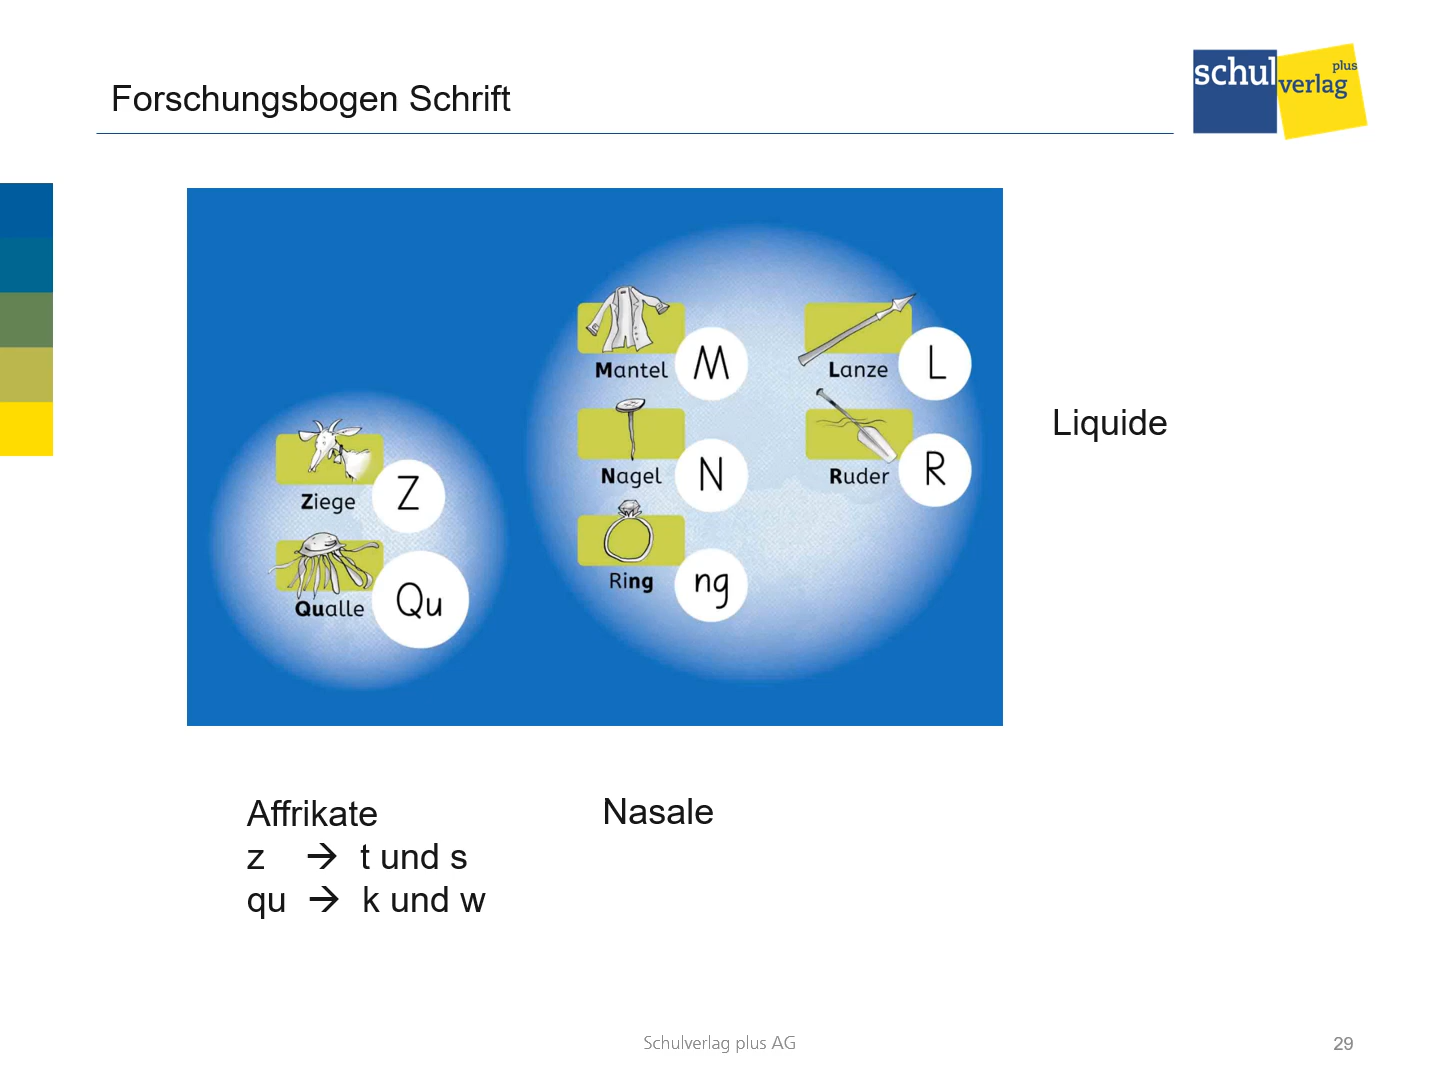 Forschungsbogen Schrift
schul
verlag
plus
Mantel
M
Lanze
L
Nagel
N
Ruder
R
Ring
ng
Ziege
Z
Qualle
Qu
Liquide
Affrikate
z → t und s
qu → k und w
Nasale
Schulverlag plus AG
29